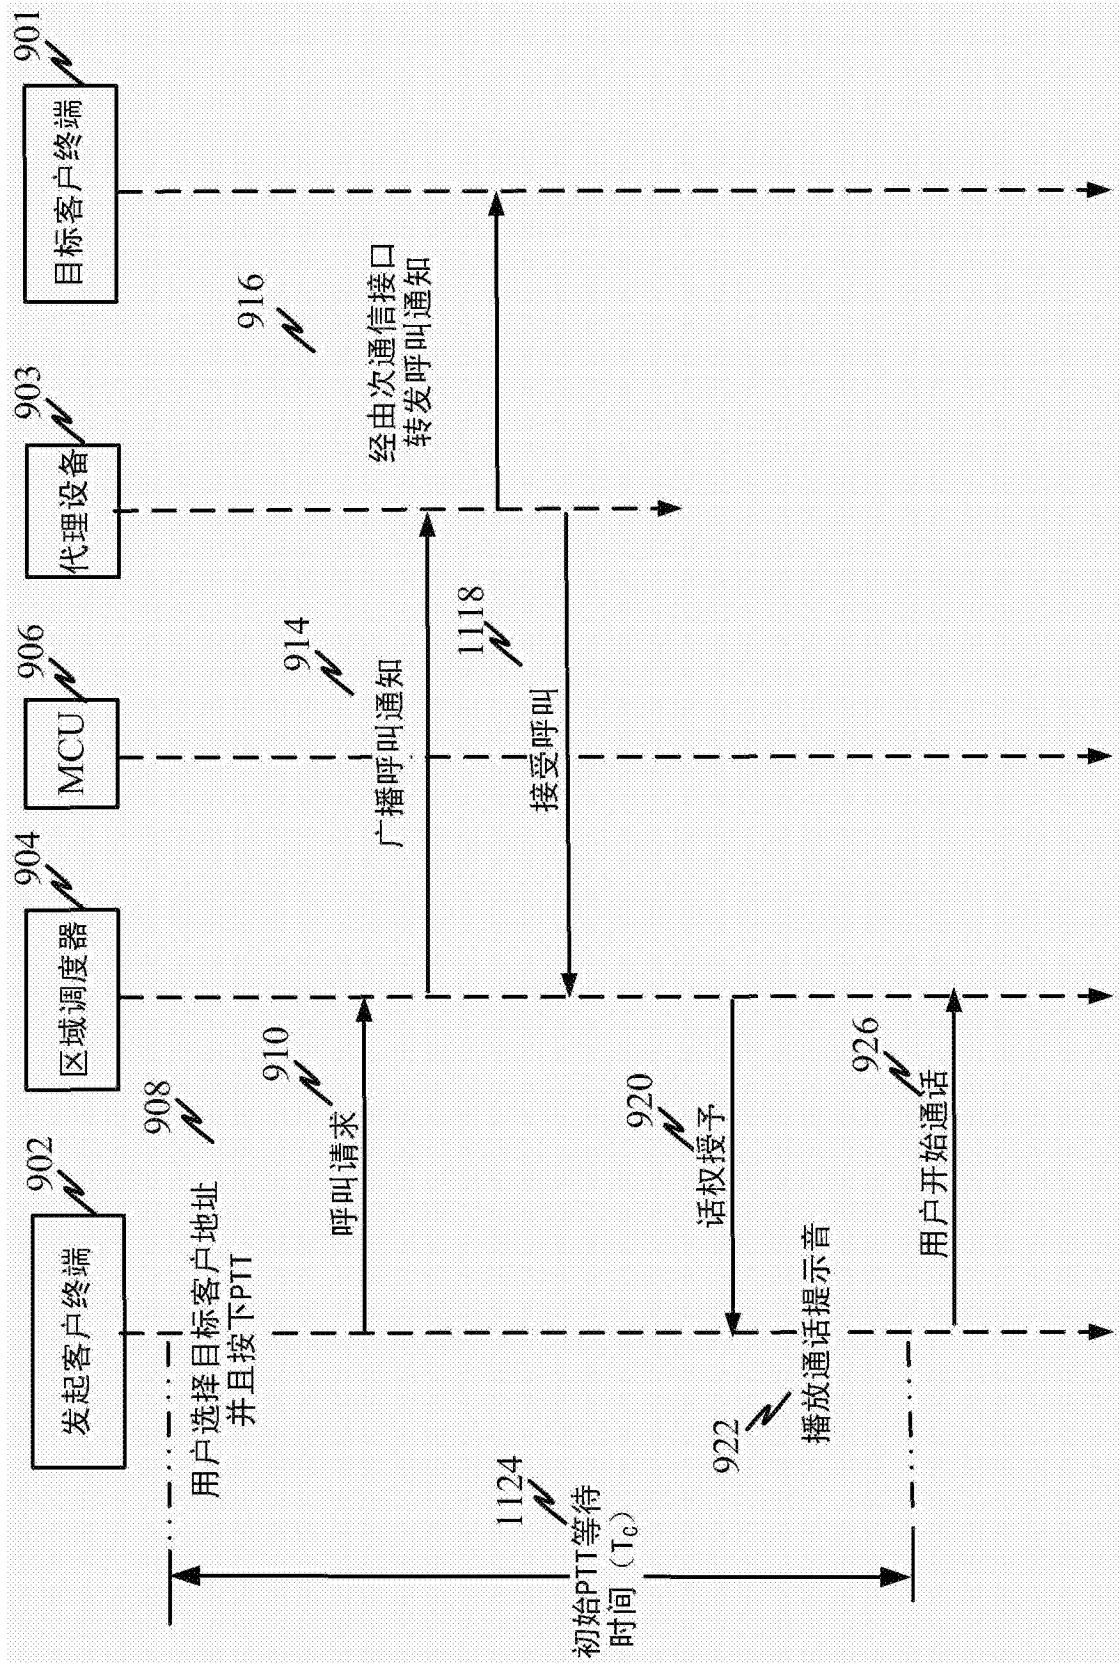 902
发起客户终端
904
区域调度器
906
MCU
903
代理设备
901
目标客户终端
908
用户选择目标客户地址
并且按下PTT
910
呼叫请求
914
广播呼叫通知
916
经由次通信接口
转发呼叫通知
1118
接受呼叫
920
话权授予
922
播放通话提示音
926
用户开始通话
1124
初始PTT等待
时间（Tc）